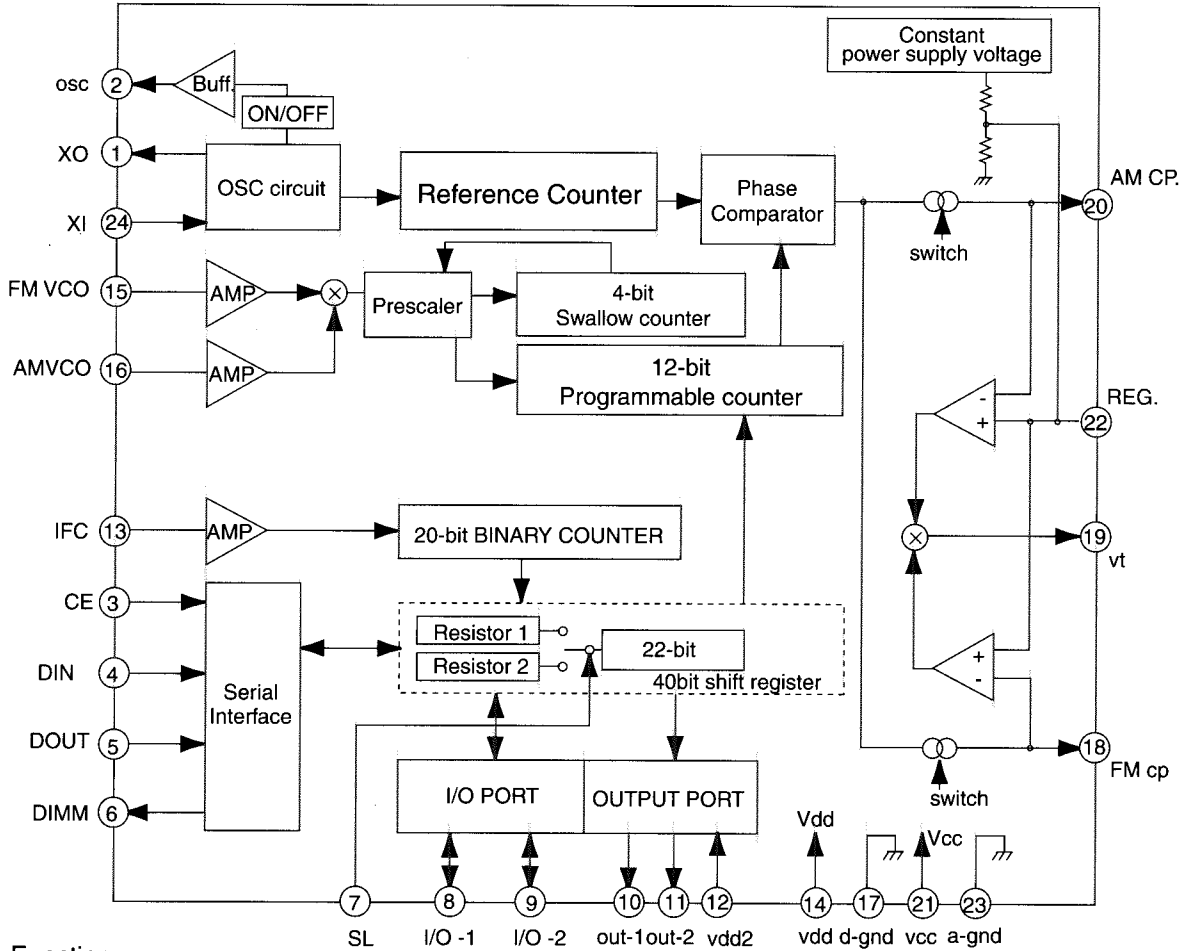 Constant
power supply voltage
osc
2
Buff.
ON/OFF
XO
1
OSC circuit
Reference Counter
Phase
Comparator
AM CP.
20
XI
24
switch
FM VCO
15
AMP
Prescaler
4-bit
Swallow counter
AMVCO
16
AMP
12-bit
Programmable counter
-
+
REG.
22
IFC
13
AMP
20-bit BINARY COUNTER
19
vt
CE
3
Resistor 1
Resistor 2
22-bit
40bit shift register
+
-
DIN
4
Serial
Interface
DOUT
5
18
FM cp
switch
DIMM
6
I/O PORT
OUTPUT PORT
Vdd
Vcc
7
8
9
10
11
12
14
17
21
23
SL
I/O -1
I/O -2
out-1
out-2
vdd2
vdd
d-gnd
vcc
a-gnd